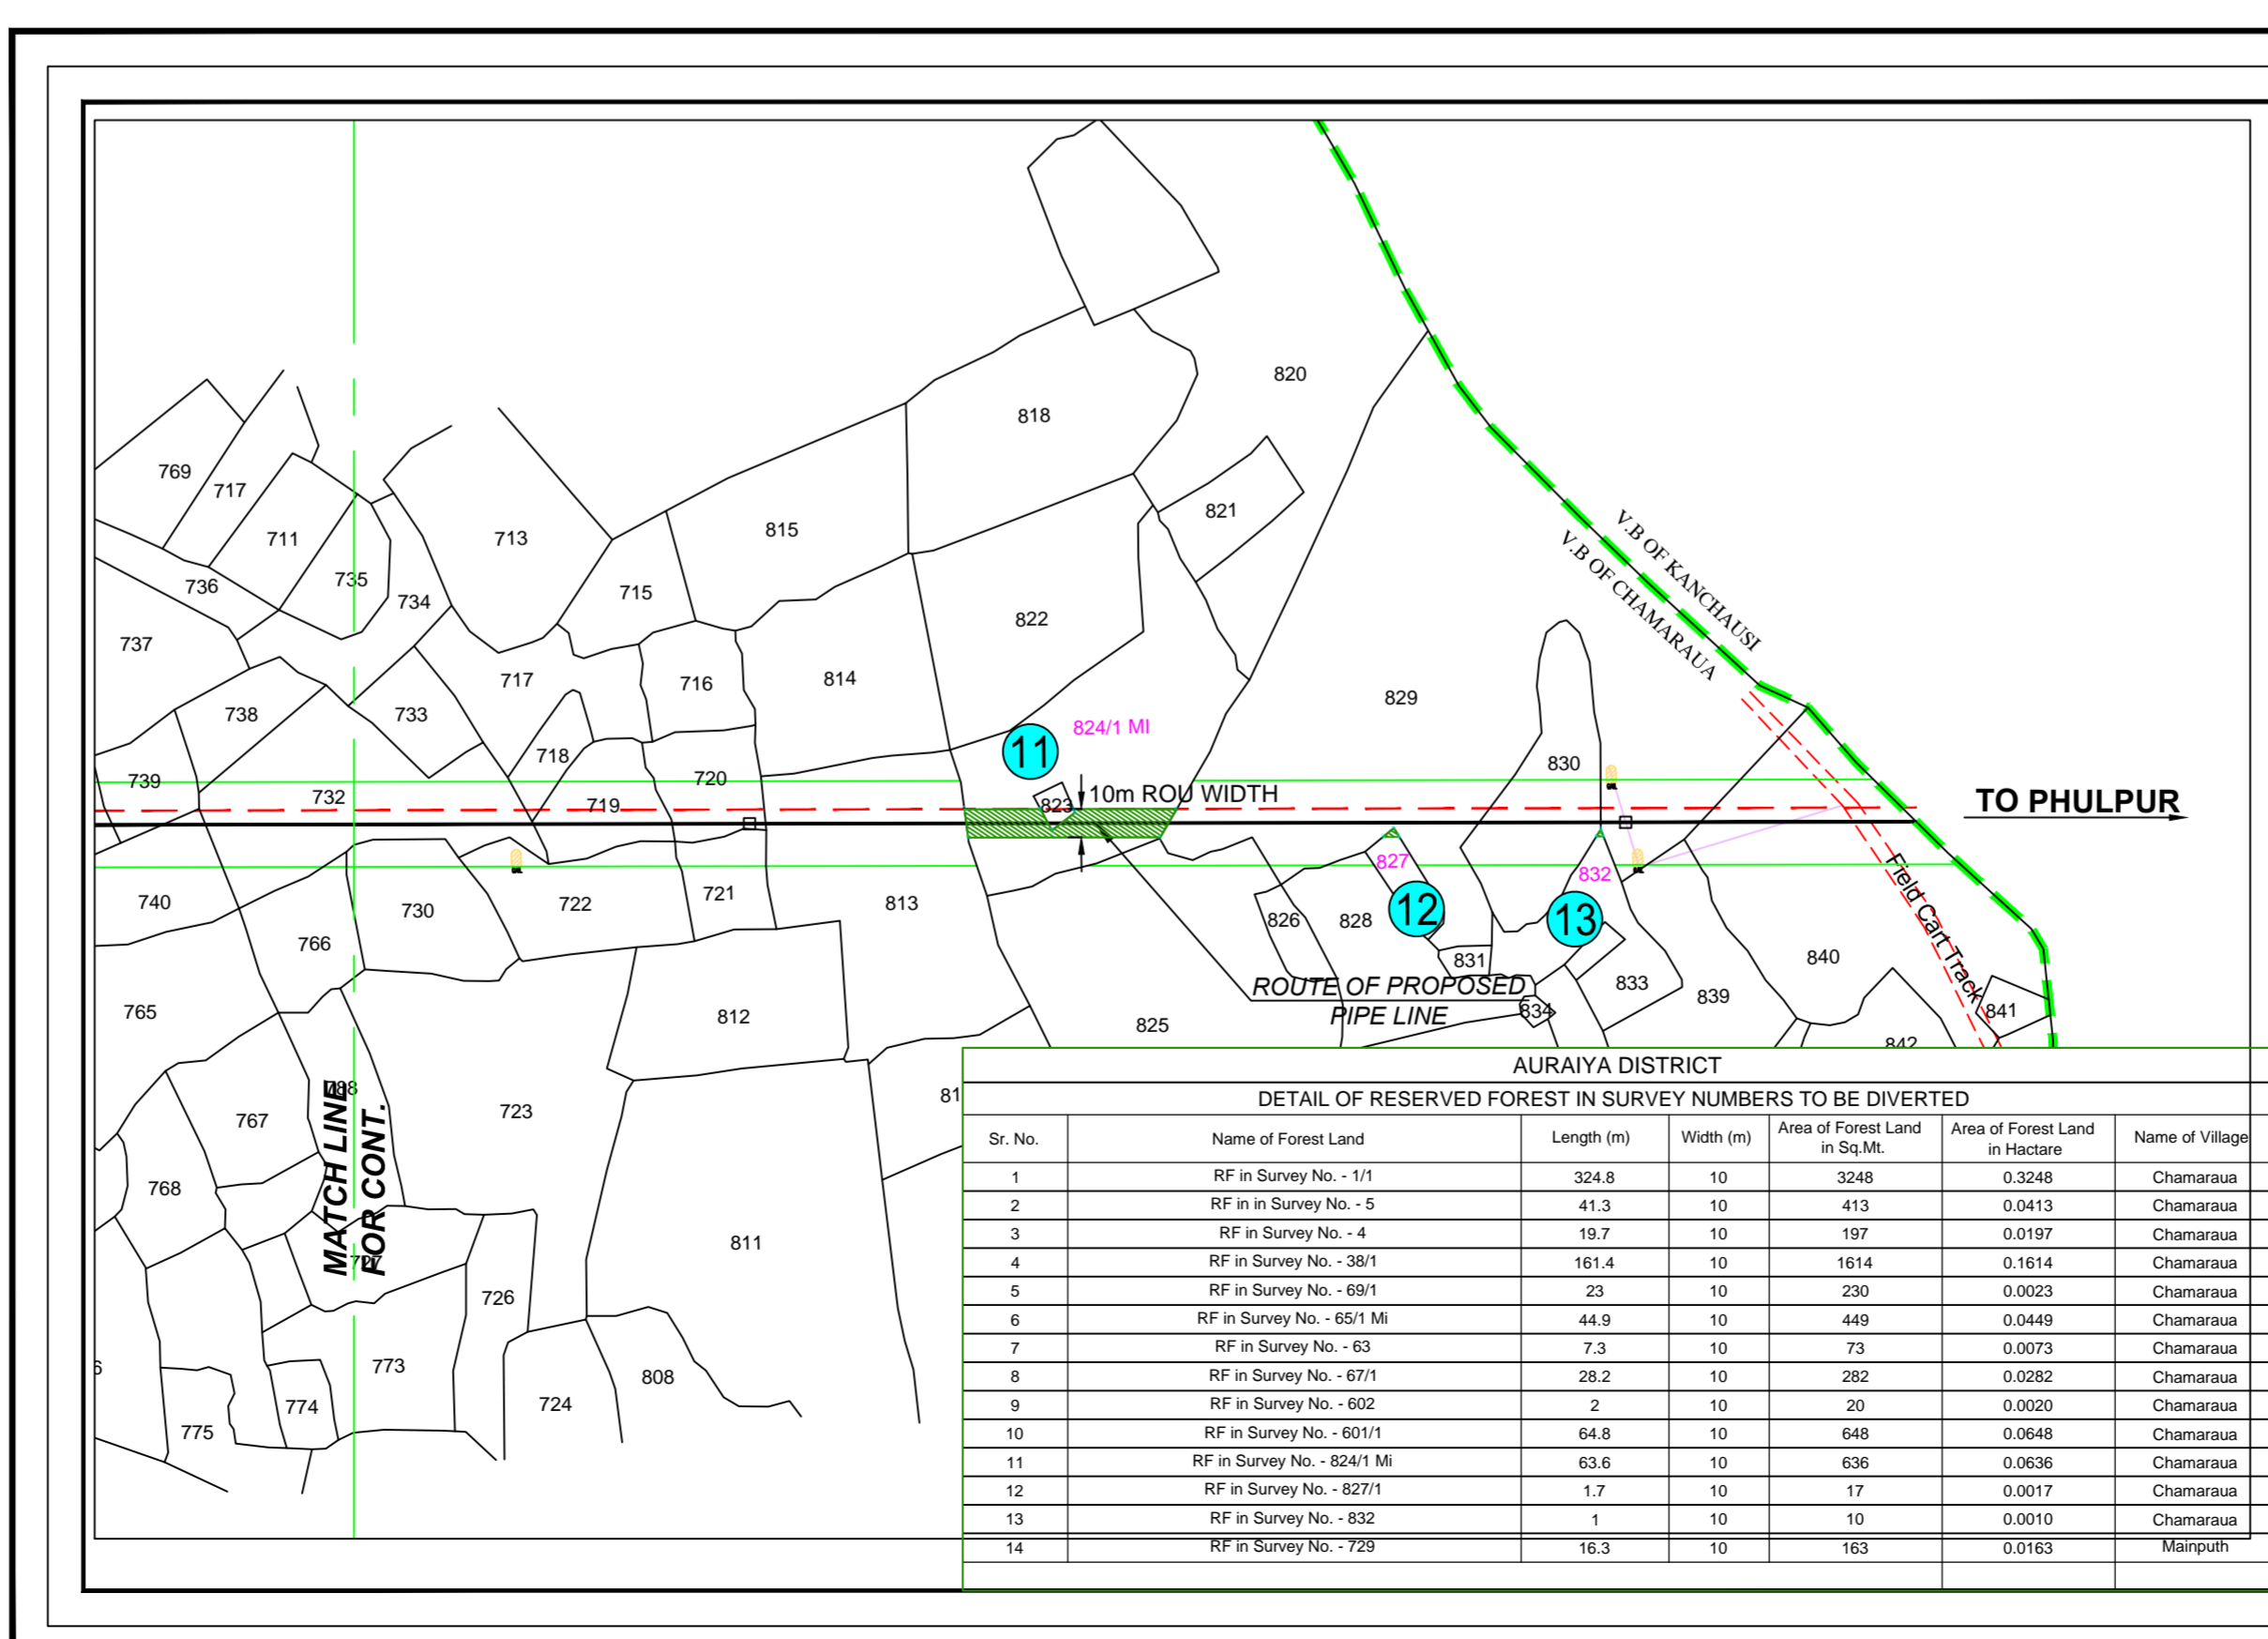 820
818
769
717
821
815
711
713
735
736
715
734
822
737
716
717
814
829
738
733
824/1 MI
718
11
830
739
720
732
719
823
10m ROU WIDTH
V.B OF KANCHAUSI
V.B OF CHAMARAUA
TO PHULPUR
827
832
740
730
722
721
813
826
828
12
13
Field Cart Track
766
831
840
833
839
ROUTE OF PROPOSED
PIPE LINE
834
841
765
812
825
842
788
723
767
81
768
MATCH LINE
FOR CONT.
727
811
726
773
808
6
774
724
775
AURAIYA DISTRICT
DETAIL OF RESERVED FOREST IN SURVEY NUMBERS TO BE DIVERTED
Sr. No. Name of Forest Land Length (m) Width (m) Area of Forest Land in Sq.Mt. Area of Forest Land in Hactare Name of Village
1 RF in Survey No. - 1/1 324.8 10 3248 0.3248 Chamaraua
2 RF in in Survey No. - 5 41.3 10 413 0.0413 Chamaraua
3 RF in Survey No. - 4 19.7 10 197 0.0197 Chamaraua
4 RF in Survey No. - 38/1 161.4 10 1614 0.1614 Chamaraua
5 RF in Survey No. - 69/1 23 10 230 0.0023 Chamaraua
6 RF in Survey No. - 65/1 Mi 44.9 10 449 0.0449 Chamaraua
7 RF in Survey No. - 63 7.3 10 73 0.0073 Chamaraua
8 RF in Survey No. - 67/1 28.2 10 282 0.0282 Chamaraua
9 RF in Survey No. - 602 2 10 20 0.0020 Chamaraua
10 RF in Survey No. - 601/1 64.8 10 648 0.0648 Chamaraua
11 RF in Survey No. - 824/1 Mi 63.6 10 636 0.0636 Chamaraua
12 RF in Survey No. - 827/1 1.7 10 17 0.0017 Chamaraua
13 RF in Survey No. - 832 1 10 10 0.0010 Chamaraua
14 RF in Survey No. - 729 16.3 10 163 0.0163 Mainputh